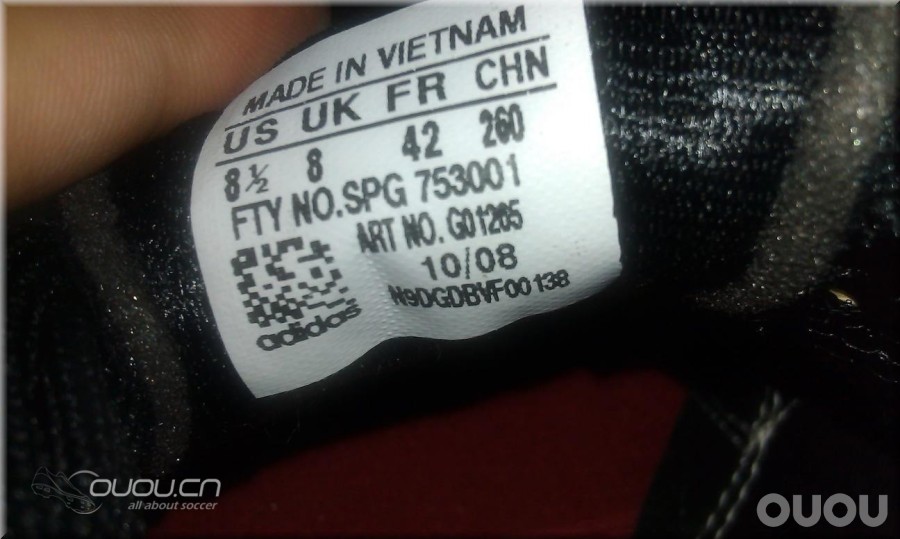 MADE IN VIETNAM
US UK FR CHN
8½ 8 42 260
FTY NO.SPG 753001
ART NO. G01265
10/08
N9DGDBVF00138
adidas
OUOU.CN
all about soccer
OUOU